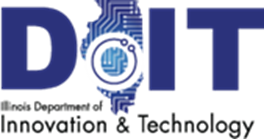 DoIT
Illinois Department of
Innovation & Technology